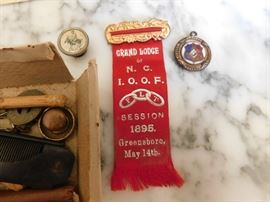 GRAND LODGE
OF
N. C.
I. O. O. F.
F L T
SESSION
1895.
Greensboro,
May 14th.